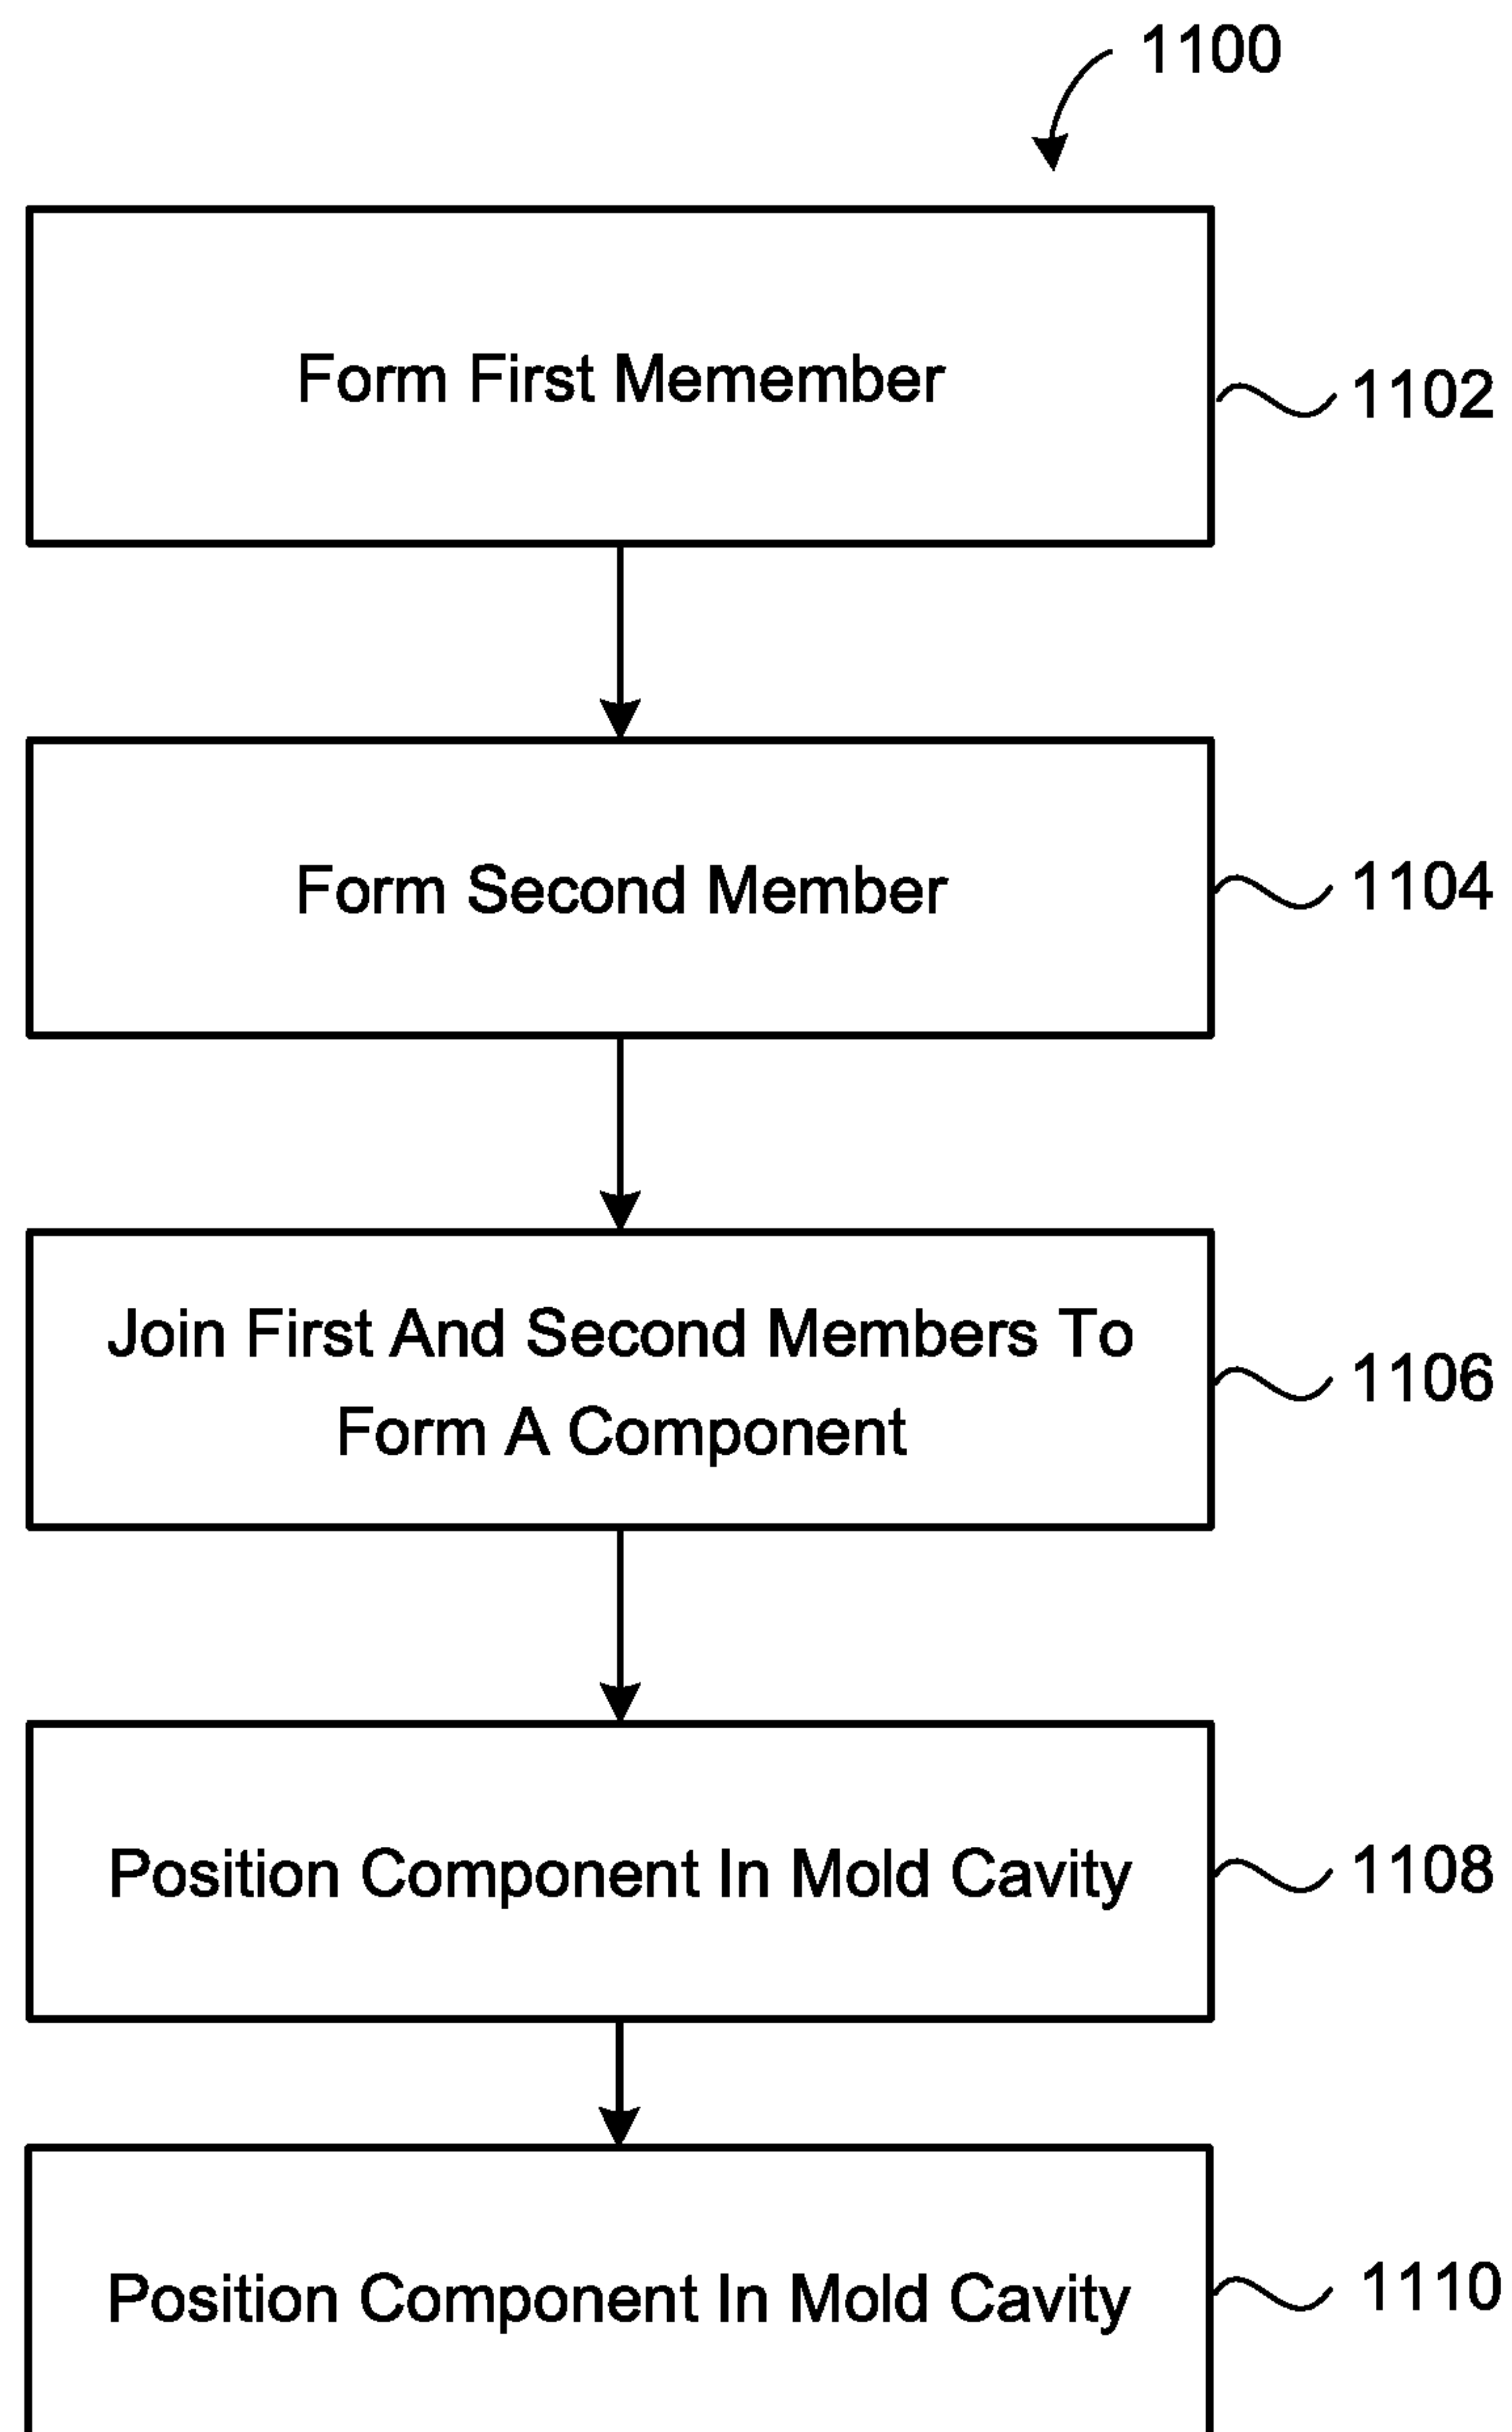 1100
Form First Memember
1102
Form Second Member
1104
Join First And Second Members To
Form A Component
1106
Position Component In Mold Cavity
1108
Position Component In Mold Cavity
1110